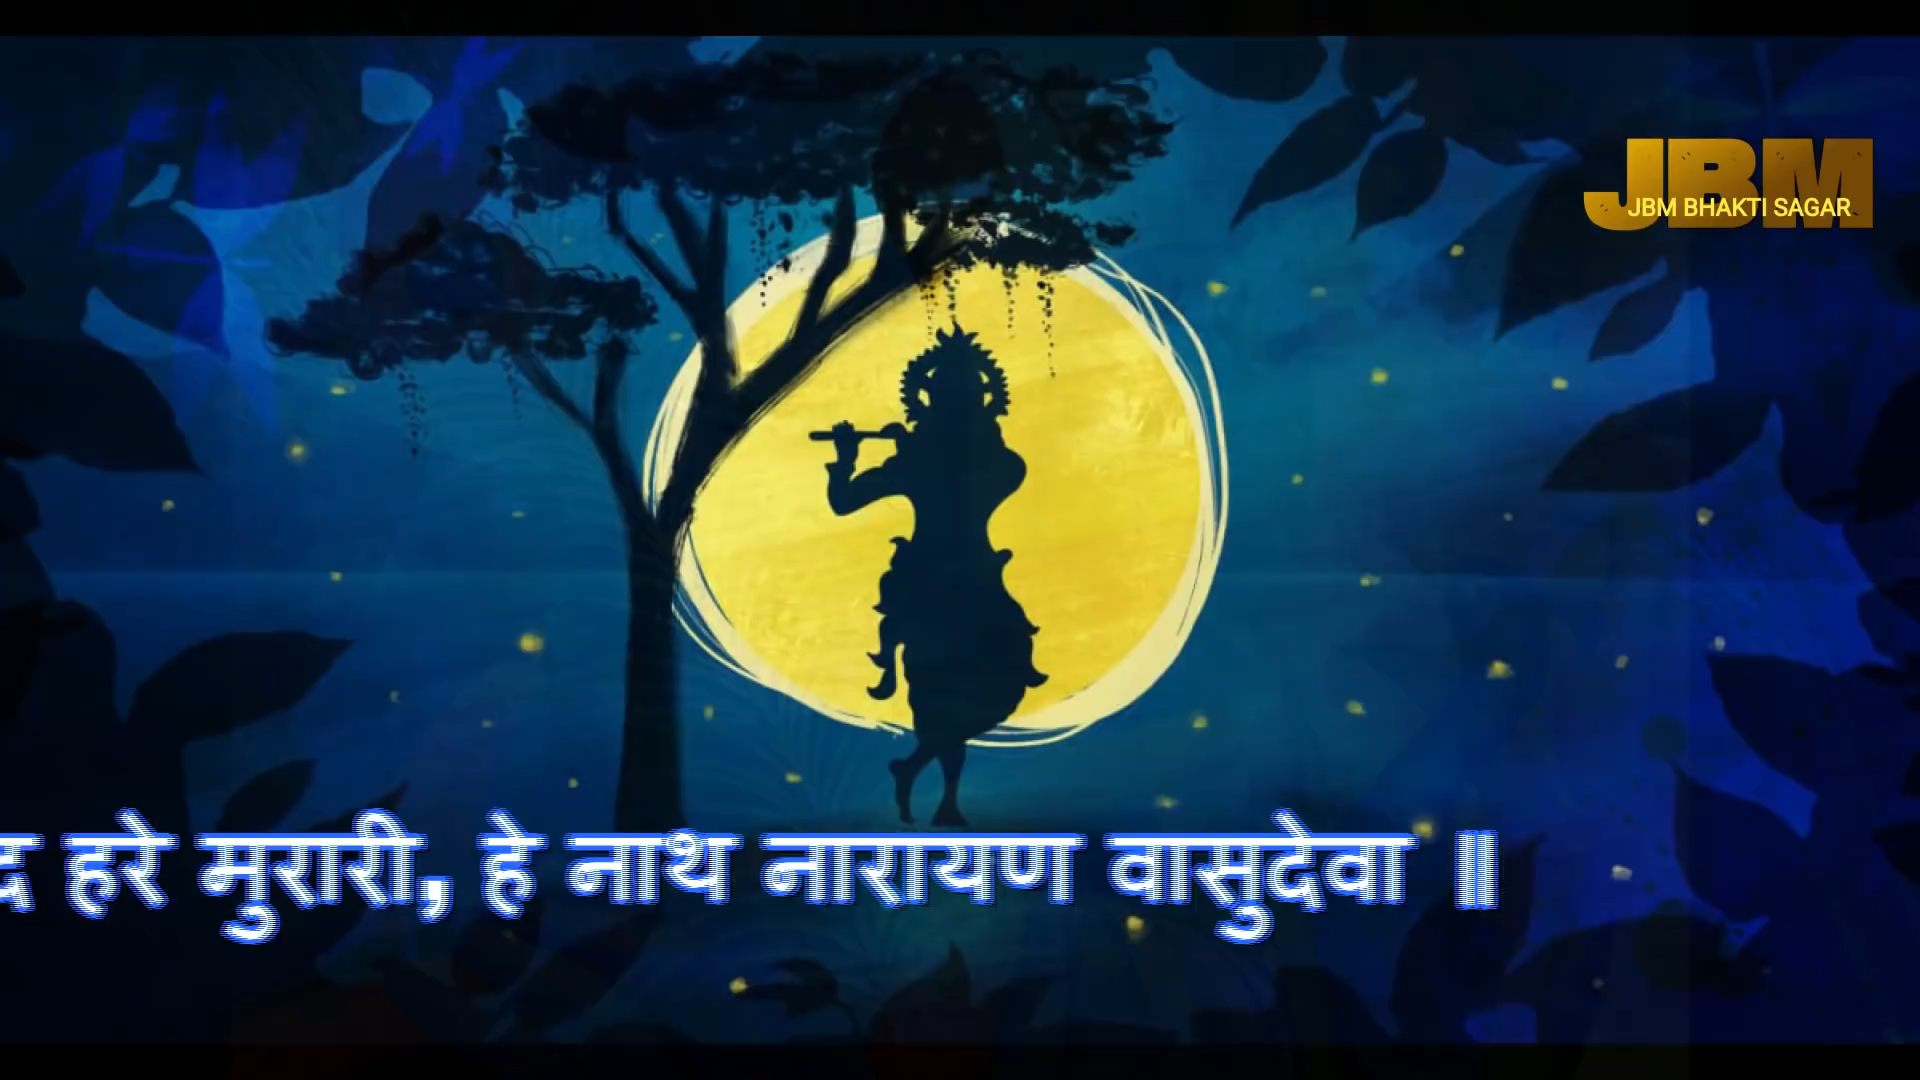 JBM
JBM BHAKTI SAGAR
हरे मुरारी, हे नाथ नारायण वासुदेवा ॥